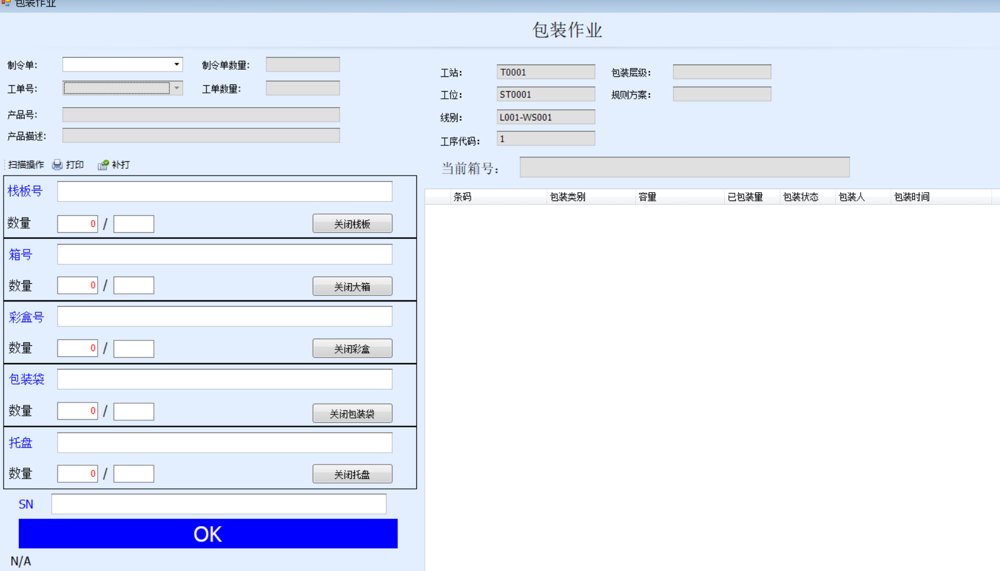 包装作业
包装作业
制令单:
制令单数量:
工单号:
工单数量:
产品号:
产品描述:
工站: T0001
包装层级:
工位: ST0001
规则方案:
线别: L001-WS001
工序代码: 1
扫描操作 打印 补打
当前箱号:
栈板号
数量 0 / 关闭栈板
箱号
数量 0 / 关闭大箱
彩盒号
数量 0 / 关闭彩盒
包装袋
数量 0 / 关闭包装袋
托盘
数量 0 / 关闭托盘
SN
OK
N/A
条码 包装类别 容量 已包装量 包装状态 包装人 包装时间